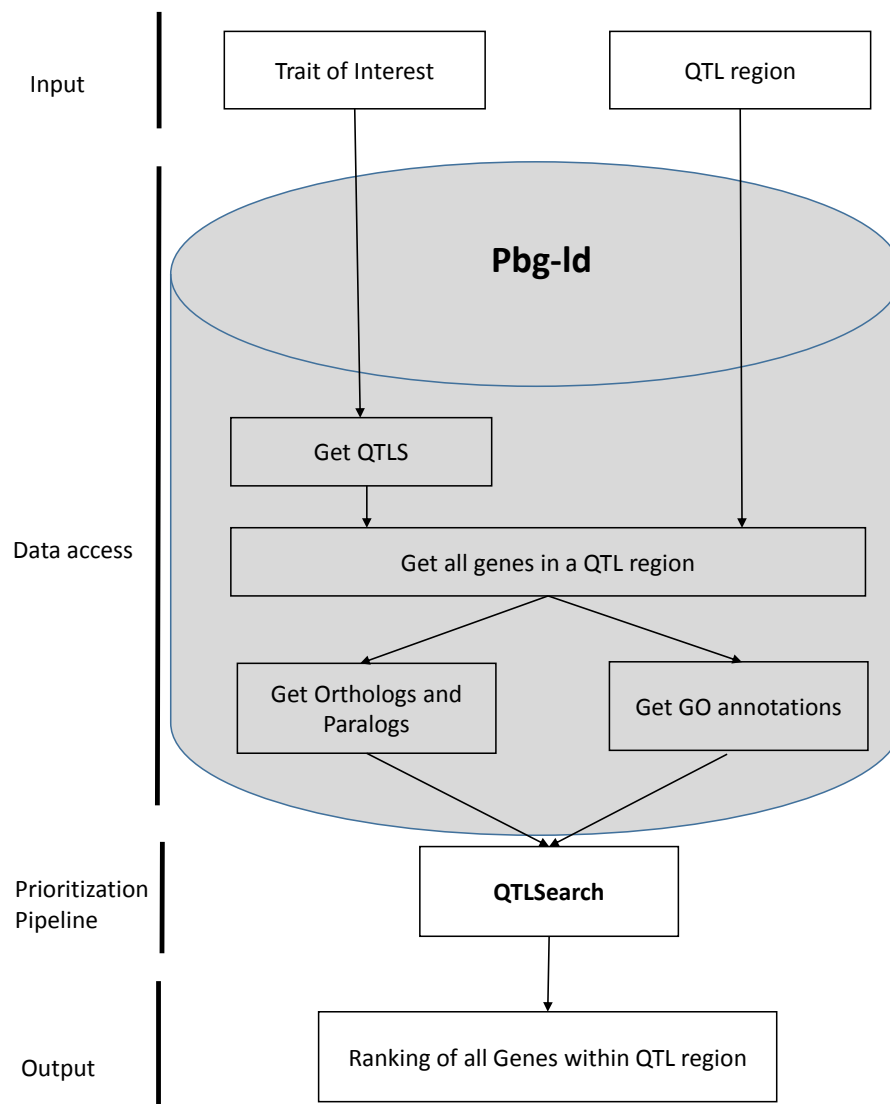 Input
Trait of Interest
QTL region
Pbg-ld
Get QTLS
Data access
Get all genes in a QTL region
Get Orthologs and
Paralogs
Get GO annotations
Prioritization
Pipeline
QTLSearch
Output
Ranking of all Genes within QTL region